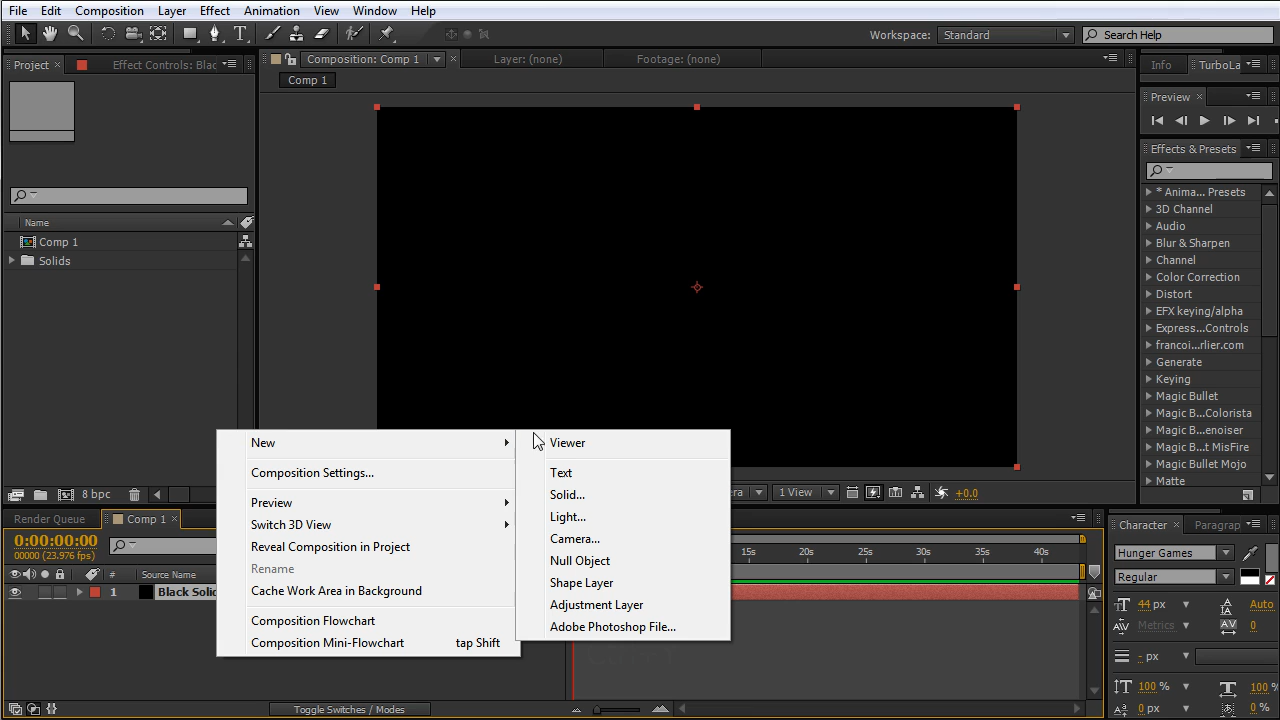 File Edit Composition Layer Effect Animation View Window Help
Workspace: Standard Search Help
Project Effect Controls: Blac Composition: Comp 1 Layer: (none) Footage: (none) Info TurboLa
Comp 1
Preview
Effects & Presets
* Anima... Presets
3D Channel
Audio
Blur & Sharpen
Channel
Color Correction
Distort
EFX keying/alpha
Express...Controls
francoi...rlier.com
Generate
Keying
Magic Bullet
Magic B...Colorista
Magic B...enoiser
Magic B...t MisFire
Magic Bullet Mojo
Matte
Name
Comp 1
Solids
New
Composition Settings...
Preview
Switch 3D View
Reveal Composition in Project
Rename
Cache Work Area in Background
Composition Flowchart
Composition Mini-Flowchart tap Shift
Viewer
Text
Solid...
Light...
Camera...
Null Object
Shape Layer
Adjustment Layer
Adobe Photoshop File...
8 bpc era 1 View +0.0
Render Queue Comp 1
0:00:00:00
00000 (23.976 fps)
15s 20s 25s 30s 35s 40s
# Source Name
1 Black Solid
Toggle Switches / Modes
Character Paragrap
Hunger Games
Regular
44 px Auto
Metrics 0
- px
100 % 100 %
0 px 0 %